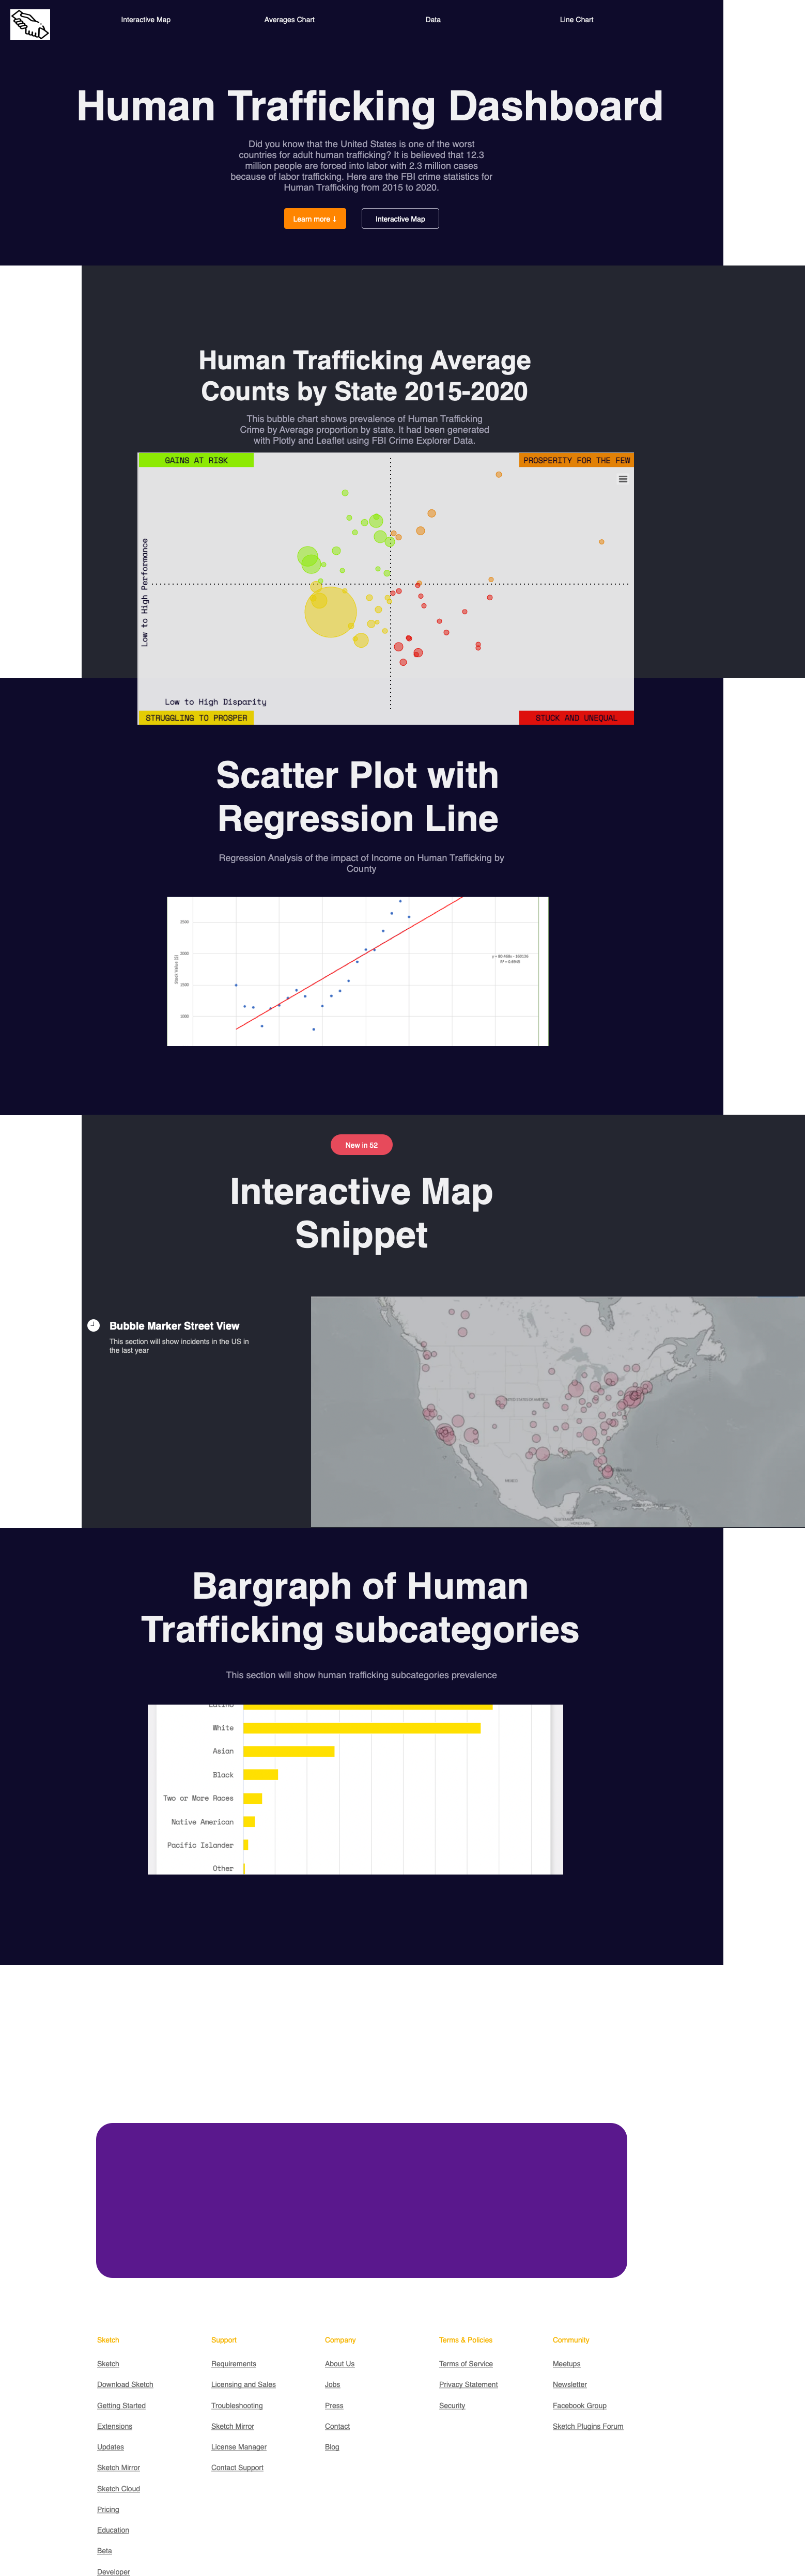 Interactive Map
Averages Chart
Data
Line Chart
Human Trafficking Dashboard
Did you know that the United States is one of the worst
countries for adult human trafficking? It is believed that 12.3
million people are forced into labor with 2.3 million cases
because of labor trafficking. Here are the FBI crime statistics for
Human Trafficking from 2015 to 2020.
Learn more ↓
Interactive Map
Human Trafficking Average
Counts by State 2015-2020
This bubble chart shows prevalence of Human Trafficking
Crime by Average proportion by state. It had been generated
with Plotly and Leaflet using FBI Crime Explorer Data.
GAINS AT RISK
PROSPERITY FOR THE FEW
Low to High Performance
Low to High Disparity
STRUGGLING TO PROSPER
STUCK AND UNEQUAL
Scatter Plot with
Regression Line
Regression Analysis of the impact of Income on Human Trafficking by
County
2500
2000
1500
1000
New in 52
Interactive Map
Snippet
Bubble Marker Street View
This section will show incidents in the US in
the last year
MEXICO
Bargraph of Human
Trafficking subcategories
This section will show human trafficking subcategories prevalence
Latino
White
Asian
Black
Two or More Races
Native American
Pacific Islander
Other
Sketch
Sketch
Download Sketch
Getting Started
Extensions
Updates
Sketch Mirror
Sketch Cloud
Pricing
Education
Beta
Developer
Support
Requirements
Licensing and Sales
Troubleshooting
Sketch Mirror
License Manager
Contact Support
Company
About Us
Jobs
Press
Contact
Blog
Terms & Policies
Terms of Service
Privacy Statement
Security
Community
Meetups
Newsletter
Facebook Group
Sketch Plugins Forum